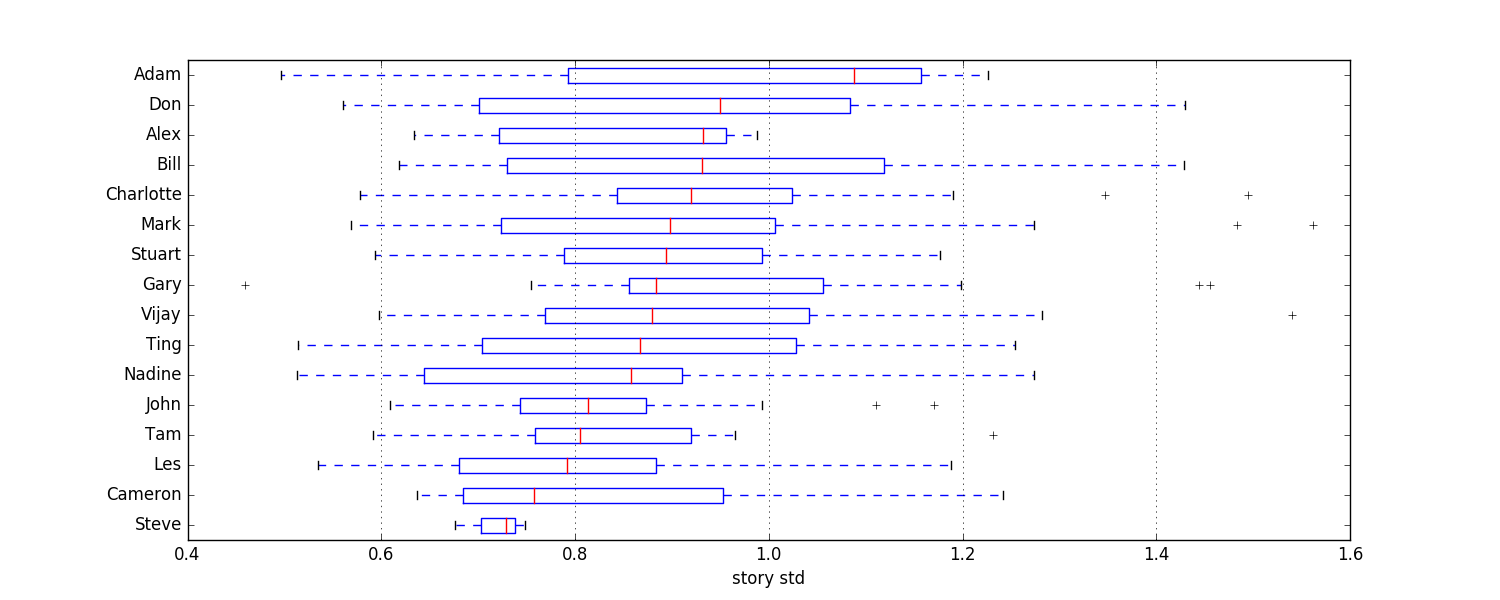 Adam
Don
Alex
Bill
Charlotte
Mark
Stuart
Gary
Vijay
Ting
Nadine
John
Tam
Les
Cameron
Steve
0.4 0.6 0.8 1.0 1.2 1.4 1.6
story std